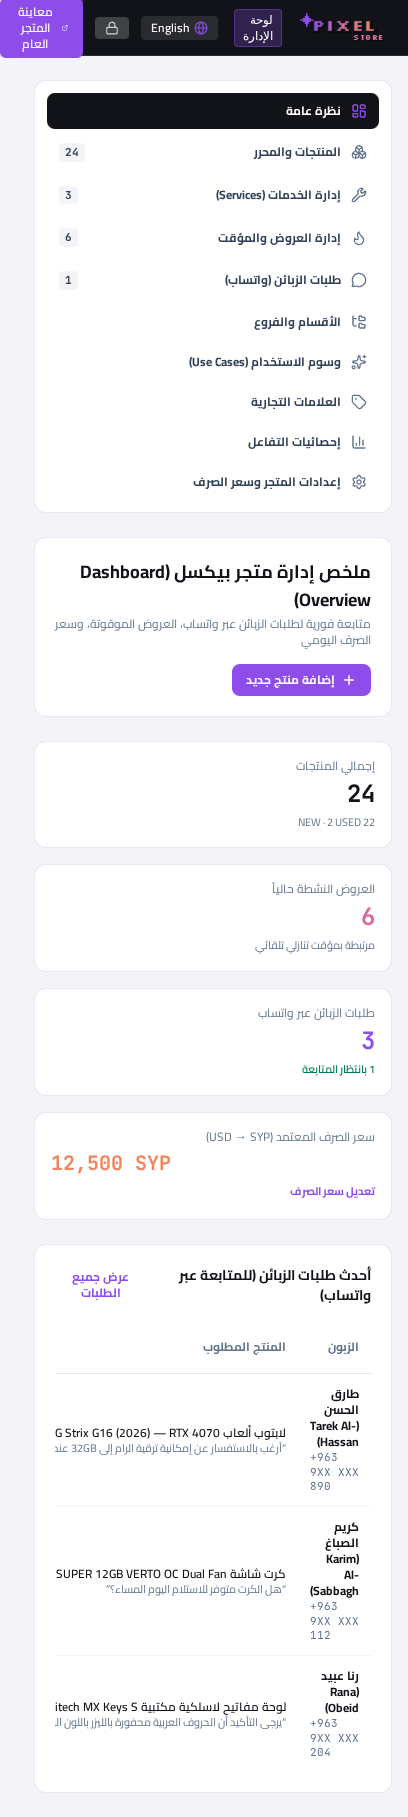 PIXEL
STORE
لوحة
الإدارة
English
معاينة
المتجر
العام
نظرة عامة
المنتجات والمحرر
24
إدارة الخدمات (Services)
3
إدارة العروض والمؤقت
6
طلبات الزبائن (واتساب)
1
الأقسام والفروع
وسوم الاستخدام (Use Cases)
العلامات التجارية
إحصائيات التفاعل
إعدادات المتجر وسعر الصرف
ملخص إدارة متجر بيكسل (Dashboard
Overview)
متابعة فورية لطلبات الزبائن عبر واتساب، العروض الموقوتة، وسعر
الصرف اليومي
إضافة منتج جديد
إجمالي المنتجات
24
22 NEW · 2 USED
العروض النشطة حالياً
6
مرتبطة بمؤقت تنازلي تلقائي
طلبات الزبائن عبر واتساب
3
1 بانتظار المتابعة
سعر الصرف المعتمد (USD → SYP)
12,500 SYP
تعديل سعر الصرف
أحدث طلبات الزبائن (للمتابعة عبر
واتساب)
عرض جميع
الطلبات
الزبون
المنتج المطلوب
طارق
الحسن
(Tarek Al-
Hassan)
+963
9XX XXX
890
لابتوب ألعاب G Strix G16 (2026) — RTX 4070
"أرغب بالاستفسار عن إمكانية ترقية الرام إلى 32GB عند
كريم
الصباغ
(Karim
Al-
Sabbagh)
+963
9XX XXX
112
كرت شاشة SUPER 12GB VERTO OC Dual Fan
"هل الكرت متوفر للاستلام اليوم المساء؟"
رنا عبيد
(Rana
Obeid)
+963
9XX XXX
204
لوحة مفاتيح لاسلكية مكتبية itech MX Keys S
"يرجى التأكيد أن الحروف العربية محفورة بالليزر باللون